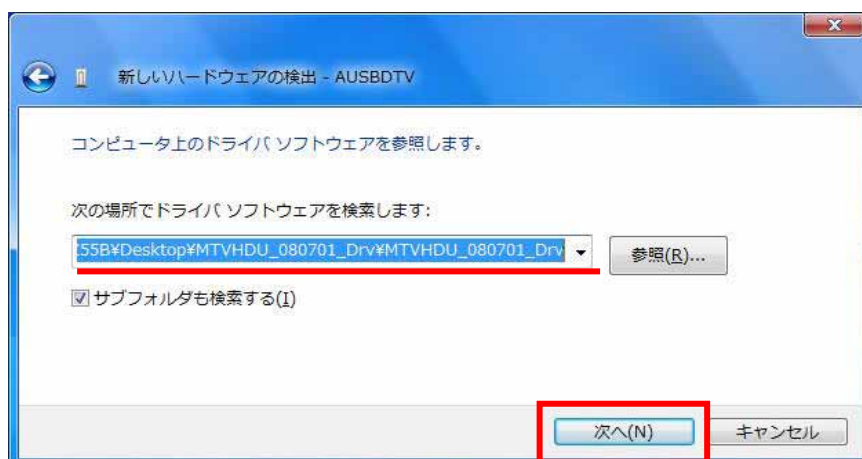 新しいハードウェアの検出 - AUSBDTV
コンピュータ上のドライバ ソフトウェアを参照します。
次の場所でドライバ ソフトウェアを検索します:
:55B¥Desktop¥MTVHDU_080701_Drv¥MTVHDU_080701_Drv
参照(R)...
サブフォルダも検索する(I)
次へ(N)
キャンセル